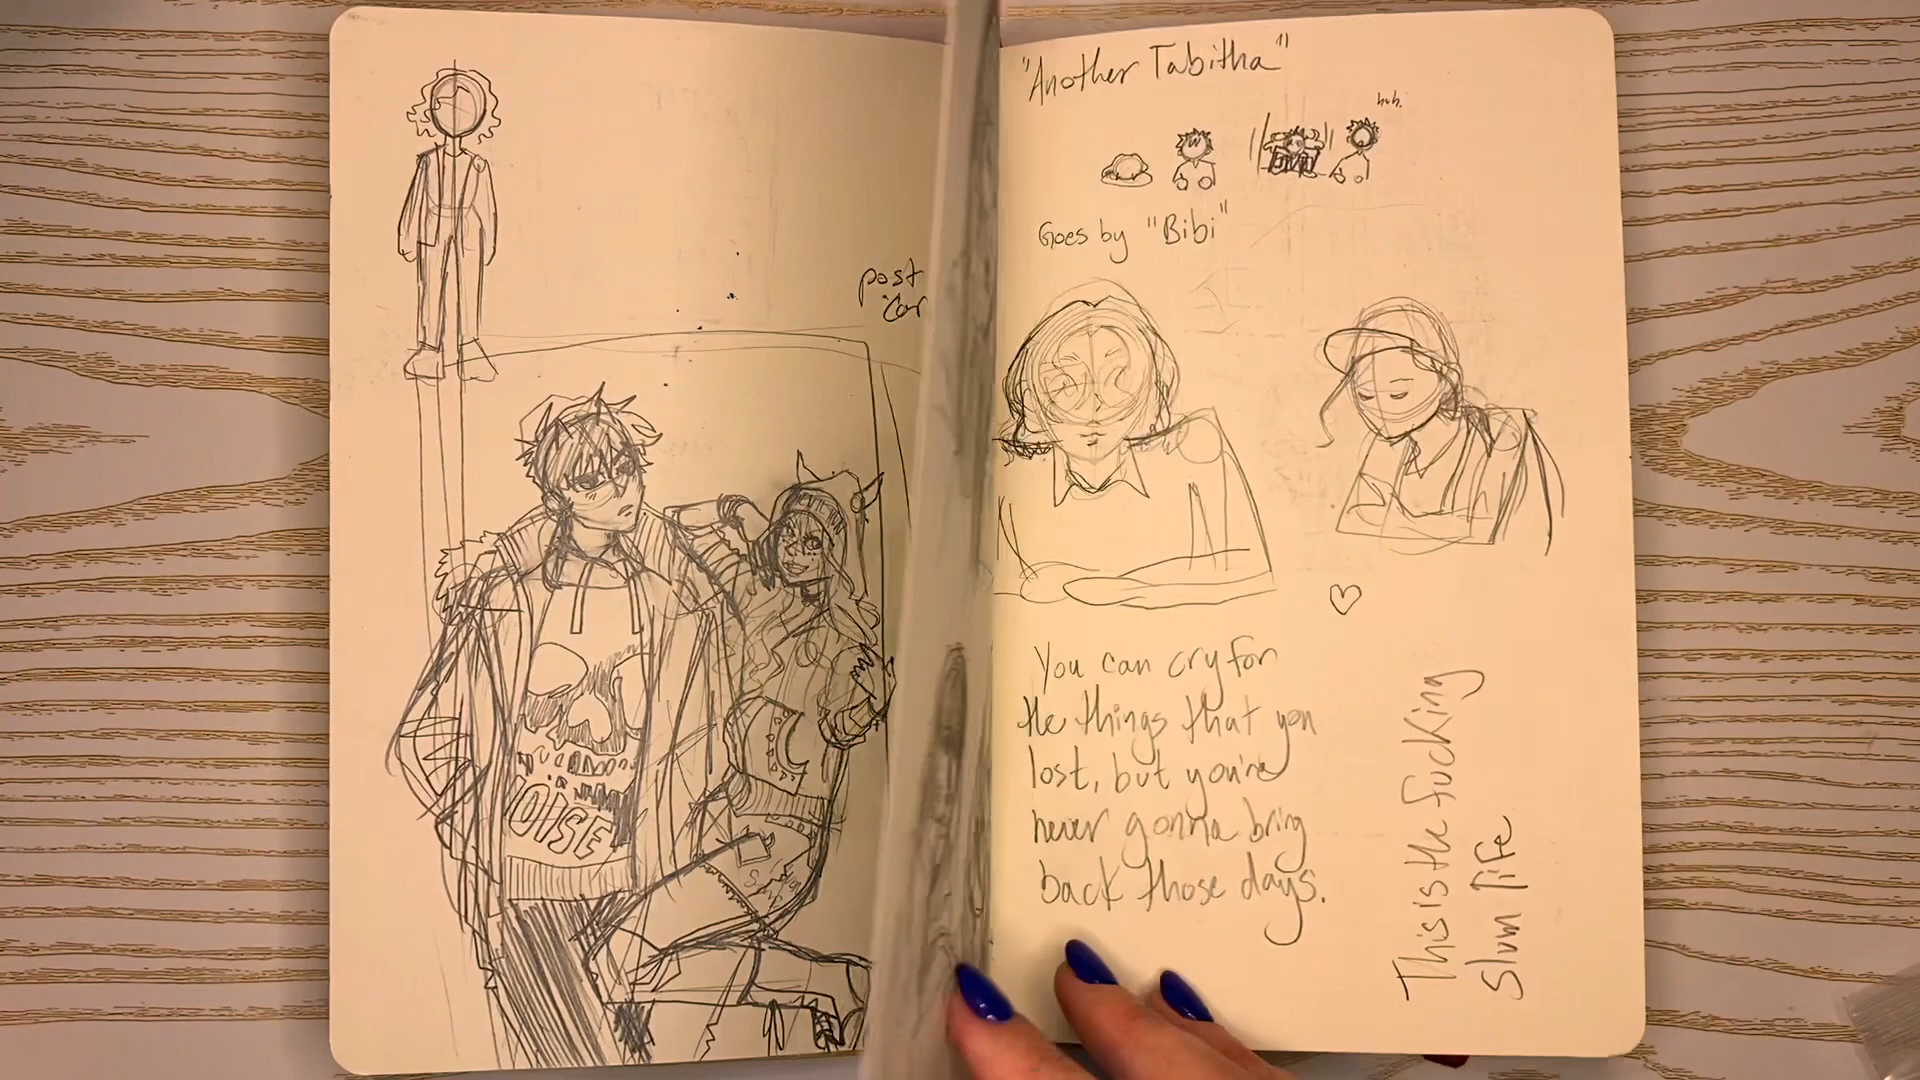 post
car
NOISE
"Another Tabitha"
huh.
Goes by "Bibi"
You can cry for
the things that you
lost, but you're
never gonna bring
back those days.
This is the fucking
slum life